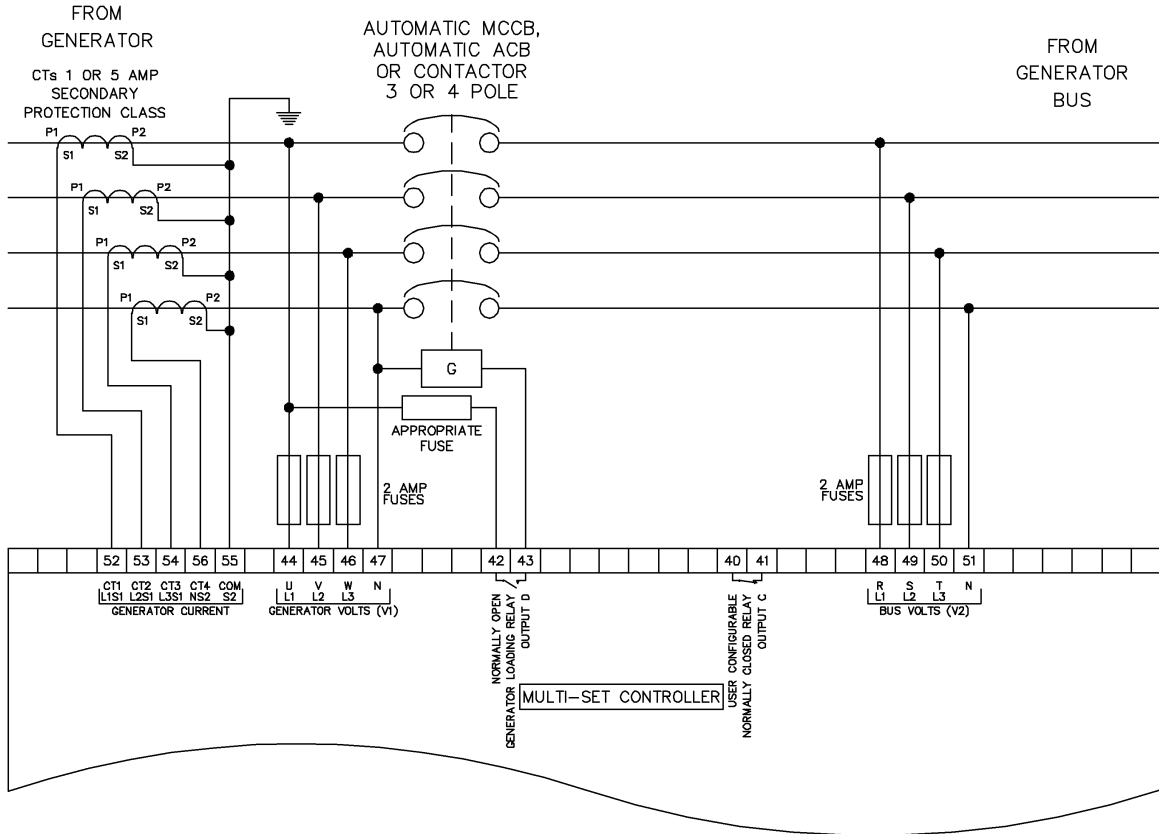 FROM
GENERATOR
CTs 1 OR 5 AMP
SECONDARY
PROTECTION CLASS
AUTOMATIC MCCB,
AUTOMATIC ACB
OR CONTACTOR
3 OR 4 POLE
FROM
GENERATOR
BUS
P1 P2
S1 S2
P1 P2
S1 S2
P1 P2
S1 S2
P1 P2
S1 S2
G
APPROPRIATE
FUSE
2 AMP
FUSES
2 AMP
FUSES
52 53 54 56 55 44 45 46 47 42 43 40 41 48 49 50 51
CT1 CT2 CT3 CT4 COM U V W N R S T N
L1S1 L2S1 L3S1 NS2 S2 L1 L2 L3 L1 L2 L3
GENERATOR CURRENT GENERATOR VOLTS (V1) BUS VOLTS (V2)
NORMALLY OPEN
GENERATOR LOADING RELAY
OUTPUT D
USER CONFIGURABLE
NORMALLY CLOSED RELAY
OUTPUT C
MULTI-SET CONTROLLER